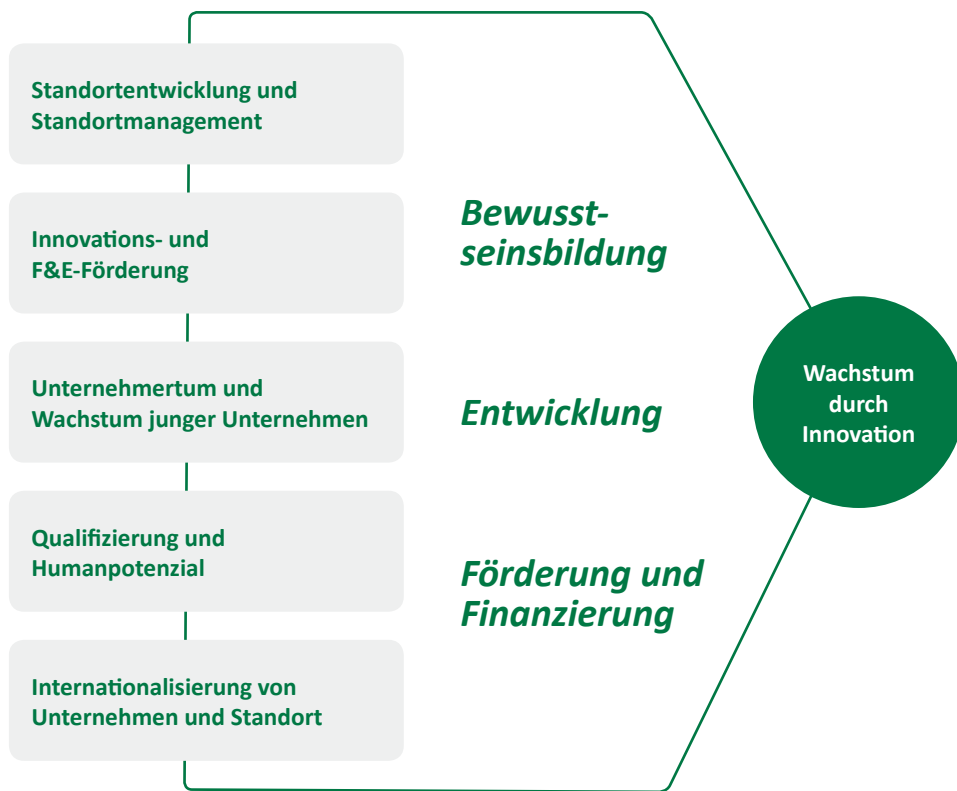 Standortentwicklung und
Standortmanagement
Innovations- und
F&E-Förderung
Unternehmertum und
Wachstum junger Unternehmen
Qualifizierung und
Humanpotenzial
Internationalisierung von
Unternehmen und Standort
Bewusst-
seinsbildung
Entwicklung
Förderung und
Finanzierung
Wachstum
durch
Innovation